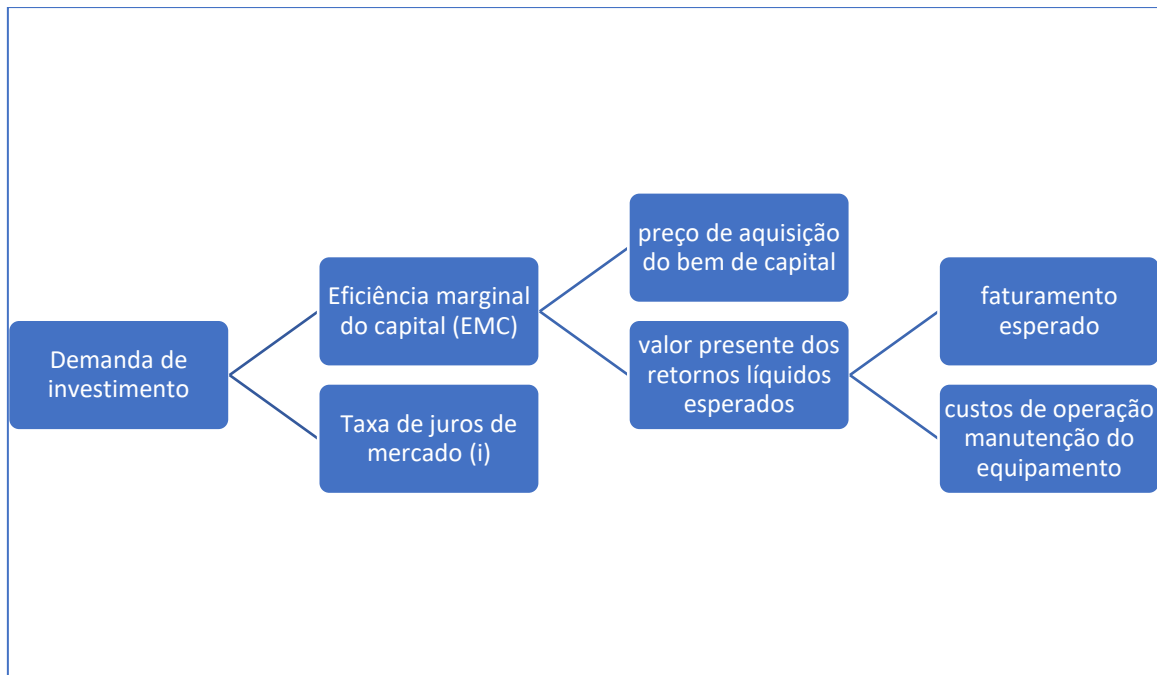 Demanda de
investimento
Eficiência marginal
do capital (EMC)
Taxa de juros de
mercado (i)
preço de aquisição
do bem de capital
valor presente dos
retornos líquidos
esperados
faturamento
esperado
custos de operação
manutenção do
equipamento